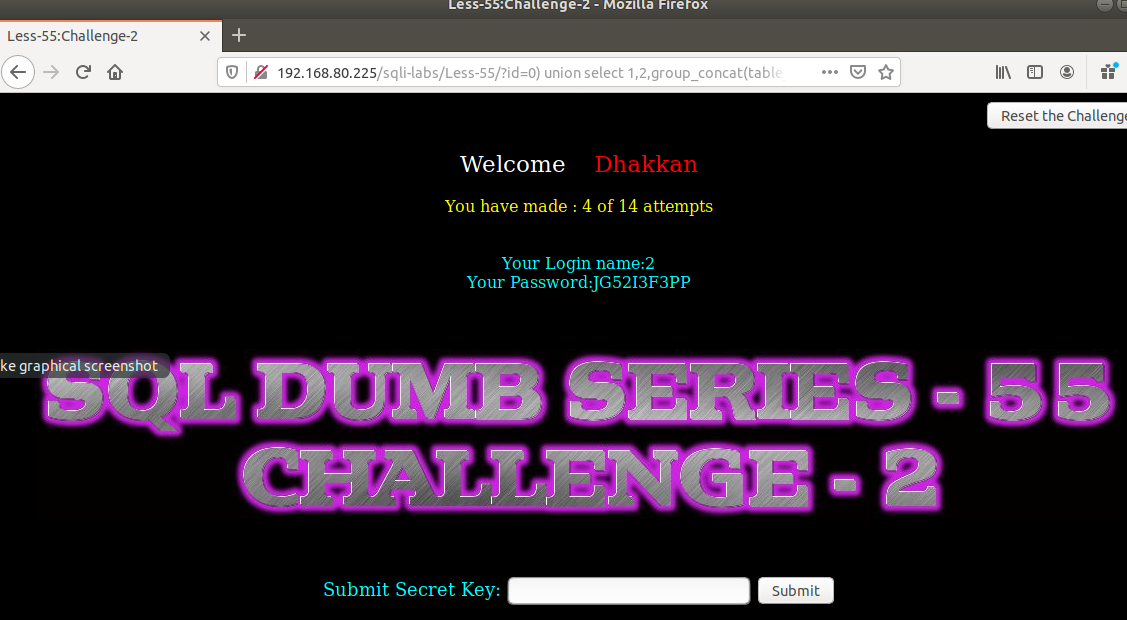 Less-55:Challenge-2 - Mozilla Firefox
Less-55:Challenge-2
192.168.80.225/sqli-labs/Less-55/?id=0) union select 1,2,group_concat(table
Reset the Challenge
Welcome Dhakkan
You have made : 4 of 14 attempts
Your Login name:2
Your Password:JG52I3F3PP
ke graphical screenshot
SQL DUMB SERIES - 55
CHALLENGE - 2
Submit Secret Key: Submit